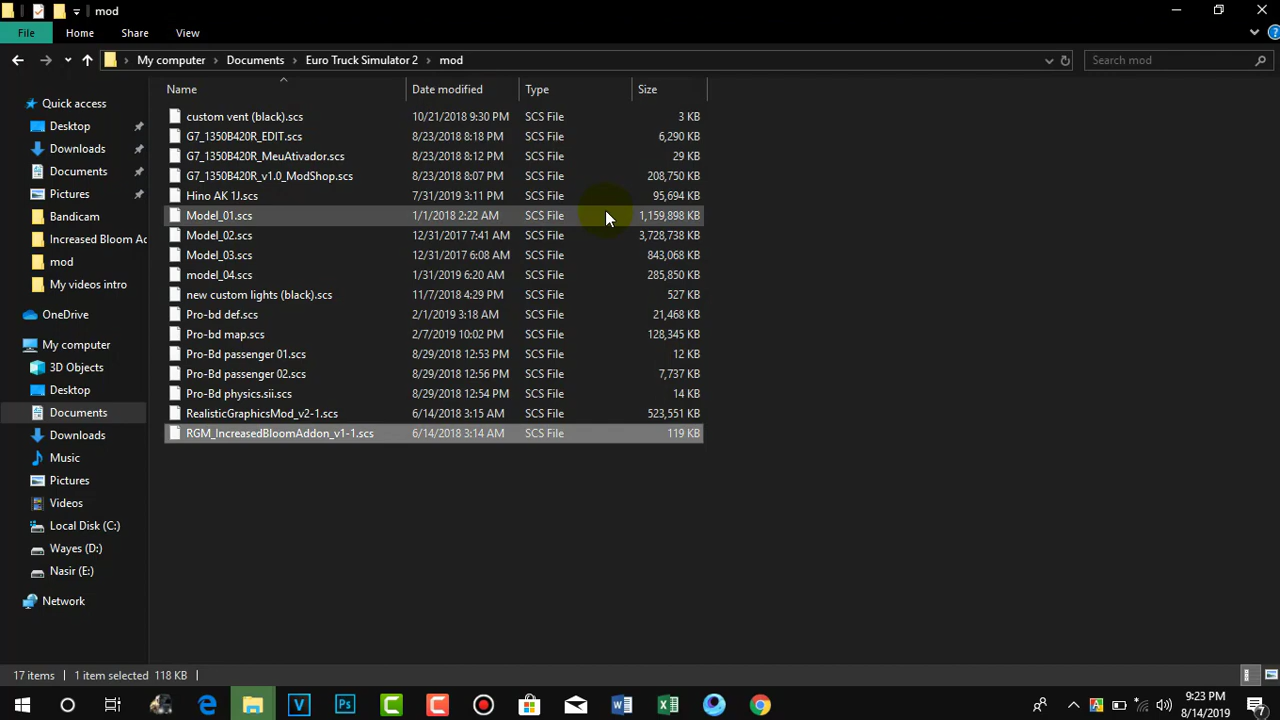 mod
File Home Share View
My computer Documents Euro Truck Simulator 2 mod Search mod
Name Date modified Type Size
Quick access
Desktop
Downloads
Documents
Pictures
Bandicam
Increased Bloom Ac
mod
My videos intro
OneDrive
My computer
3D Objects
Desktop
Documents
Downloads
Music
Pictures
Videos
Local Disk (C:)
Wayes (D:)
Nasir (E:)
Network
custom vent (black).scs 10/21/2018 9:30 PM SCS File 3 KB
G7_1350B420R_EDIT.scs 8/23/2018 8:18 PM SCS File 6,290 KB
G7_1350B420R_MeuAtivador.scs 8/23/2018 8:12 PM SCS File 29 KB
G7_1350B420R_v1.0_ModShop.scs 8/23/2018 8:07 PM SCS File 208,750 KB
Hino AK 1J.scs 7/31/2019 3:11 PM SCS File 95,694 KB
Model_01.scs 1/1/2018 2:22 AM SCS File 1,159,898 KB
Model_02.scs 12/31/2017 7:41 AM SCS File 3,728,738 KB
Model_03.scs 12/31/2017 6:08 AM SCS File 843,068 KB
model_04.scs 1/31/2019 6:20 AM SCS File 285,850 KB
new custom lights (black).scs 11/7/2018 4:29 PM SCS File 527 KB
Pro-bd def.scs 2/1/2019 3:18 AM SCS File 21,468 KB
Pro-bd map.scs 2/7/2019 10:02 PM SCS File 128,345 KB
Pro-Bd passenger 01.scs 8/29/2018 12:53 PM SCS File 12 KB
Pro-Bd passenger 02.scs 8/29/2018 12:56 PM SCS File 7,737 KB
Pro-Bd physics.sii.scs 8/29/2018 12:54 PM SCS File 14 KB
RealisticGraphicsMod_v2-1.scs 6/14/2018 3:15 AM SCS File 523,551 KB
RGM_IncreasedBloomAddon_v1-1.scs 6/14/2018 3:14 AM SCS File 119 KB
17 items 1 item selected 118 KB
9:23 PM
8/14/2019